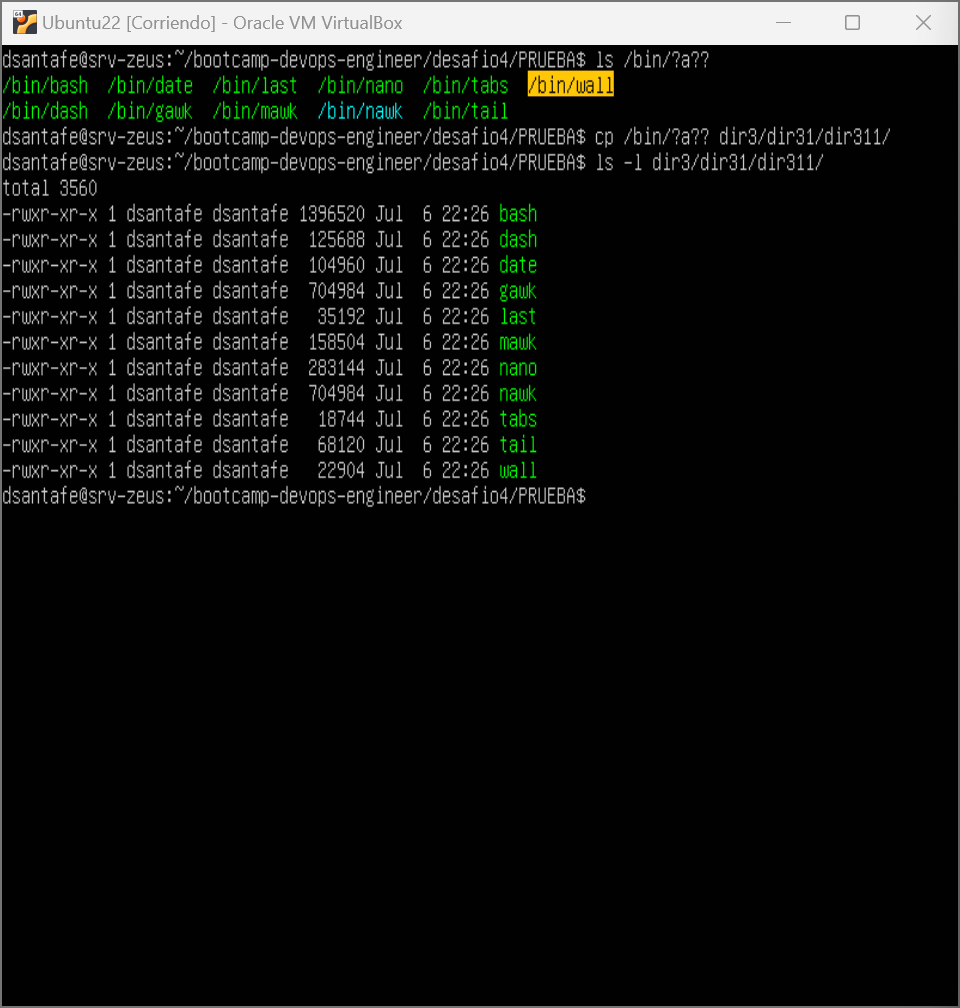 Ubuntu22 [Corriendo] - Oracle VM VirtualBox
dsantafe@srv-zeus:~/bootcamp-devops-engineer/desafio4/PRUEBA$ ls /bin/?a??
/bin/bash  /bin/date  /bin/last  /bin/nano  /bin/tabs  /bin/wall
/bin/dash  /bin/gawk  /bin/mawk  /bin/nawk  /bin/tail
dsantafe@srv-zeus:~/bootcamp-devops-engineer/desafio4/PRUEBA$ cp /bin/?a?? dir3/dir31/dir311/
dsantafe@srv-zeus:~/bootcamp-devops-engineer/desafio4/PRUEBA$ ls -l dir3/dir31/dir311/
total 3560
-rwxr-xr-x 1 dsantafe dsantafe 1396520 Jul  6 22:26 bash
-rwxr-xr-x 1 dsantafe dsantafe  125688 Jul  6 22:26 dash
-rwxr-xr-x 1 dsantafe dsantafe  104960 Jul  6 22:26 date
-rwxr-xr-x 1 dsantafe dsantafe  704984 Jul  6 22:26 gawk
-rwxr-xr-x 1 dsantafe dsantafe   35192 Jul  6 22:26 last
-rwxr-xr-x 1 dsantafe dsantafe  158504 Jul  6 22:26 mawk
-rwxr-xr-x 1 dsantafe dsantafe  283144 Jul  6 22:26 nano
-rwxr-xr-x 1 dsantafe dsantafe  704984 Jul  6 22:26 nawk
-rwxr-xr-x 1 dsantafe dsantafe   18744 Jul  6 22:26 tabs
-rwxr-xr-x 1 dsantafe dsantafe   68120 Jul  6 22:26 tail
-rwxr-xr-x 1 dsantafe dsantafe   22904 Jul  6 22:26 wall
dsantafe@srv-zeus:~/bootcamp-devops-engineer/desafio4/PRUEBA$